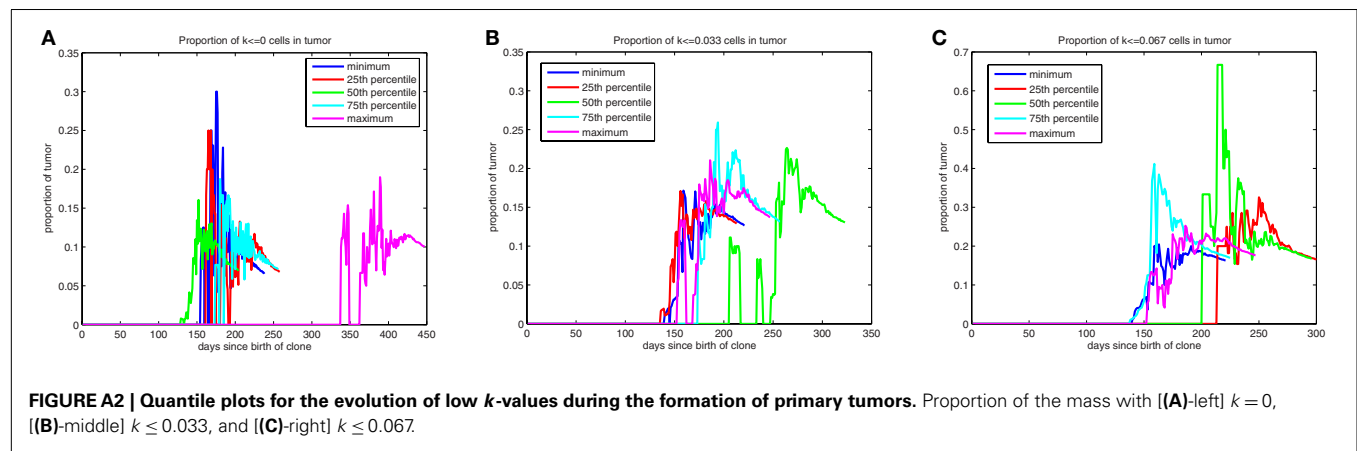 A
Proportion of k<=0 cells in tumor
0.35
0.3
0.25
0.2
0.15
0.1
0.05
0
proportion of tumor
minimum
25th percentile
50th percentile
75th percentile
maximum
0 50 100 150 200 250 300 350 400 450
days since birth of clone
B
Proportion of k<=0.033 cells in tumor
0.35
0.3
0.25
0.2
0.15
0.1
0.05
0
proportion of tumor
minimum
25th percentile
50th percentile
75th percentile
maximum
0 50 100 150 200 250 300 350
days since birth of clone
C
Proportion of k<=0.067 cells in tumor
0.7
0.6
0.5
0.4
0.3
0.2
0.1
0
proportion of tumor
minimum
25th percentile
50th percentile
75th percentile
maximum
0 50 100 150 200 250 300
days since birth of clone
FIGURE A2 | Quantile plots for the evolution of low k-values during the formation of primary tumors. Proportion of the mass with [(A)-left] k = 0,
[(B)-middle] k ≤ 0.033, and [(C)-right] k ≤ 0.067.